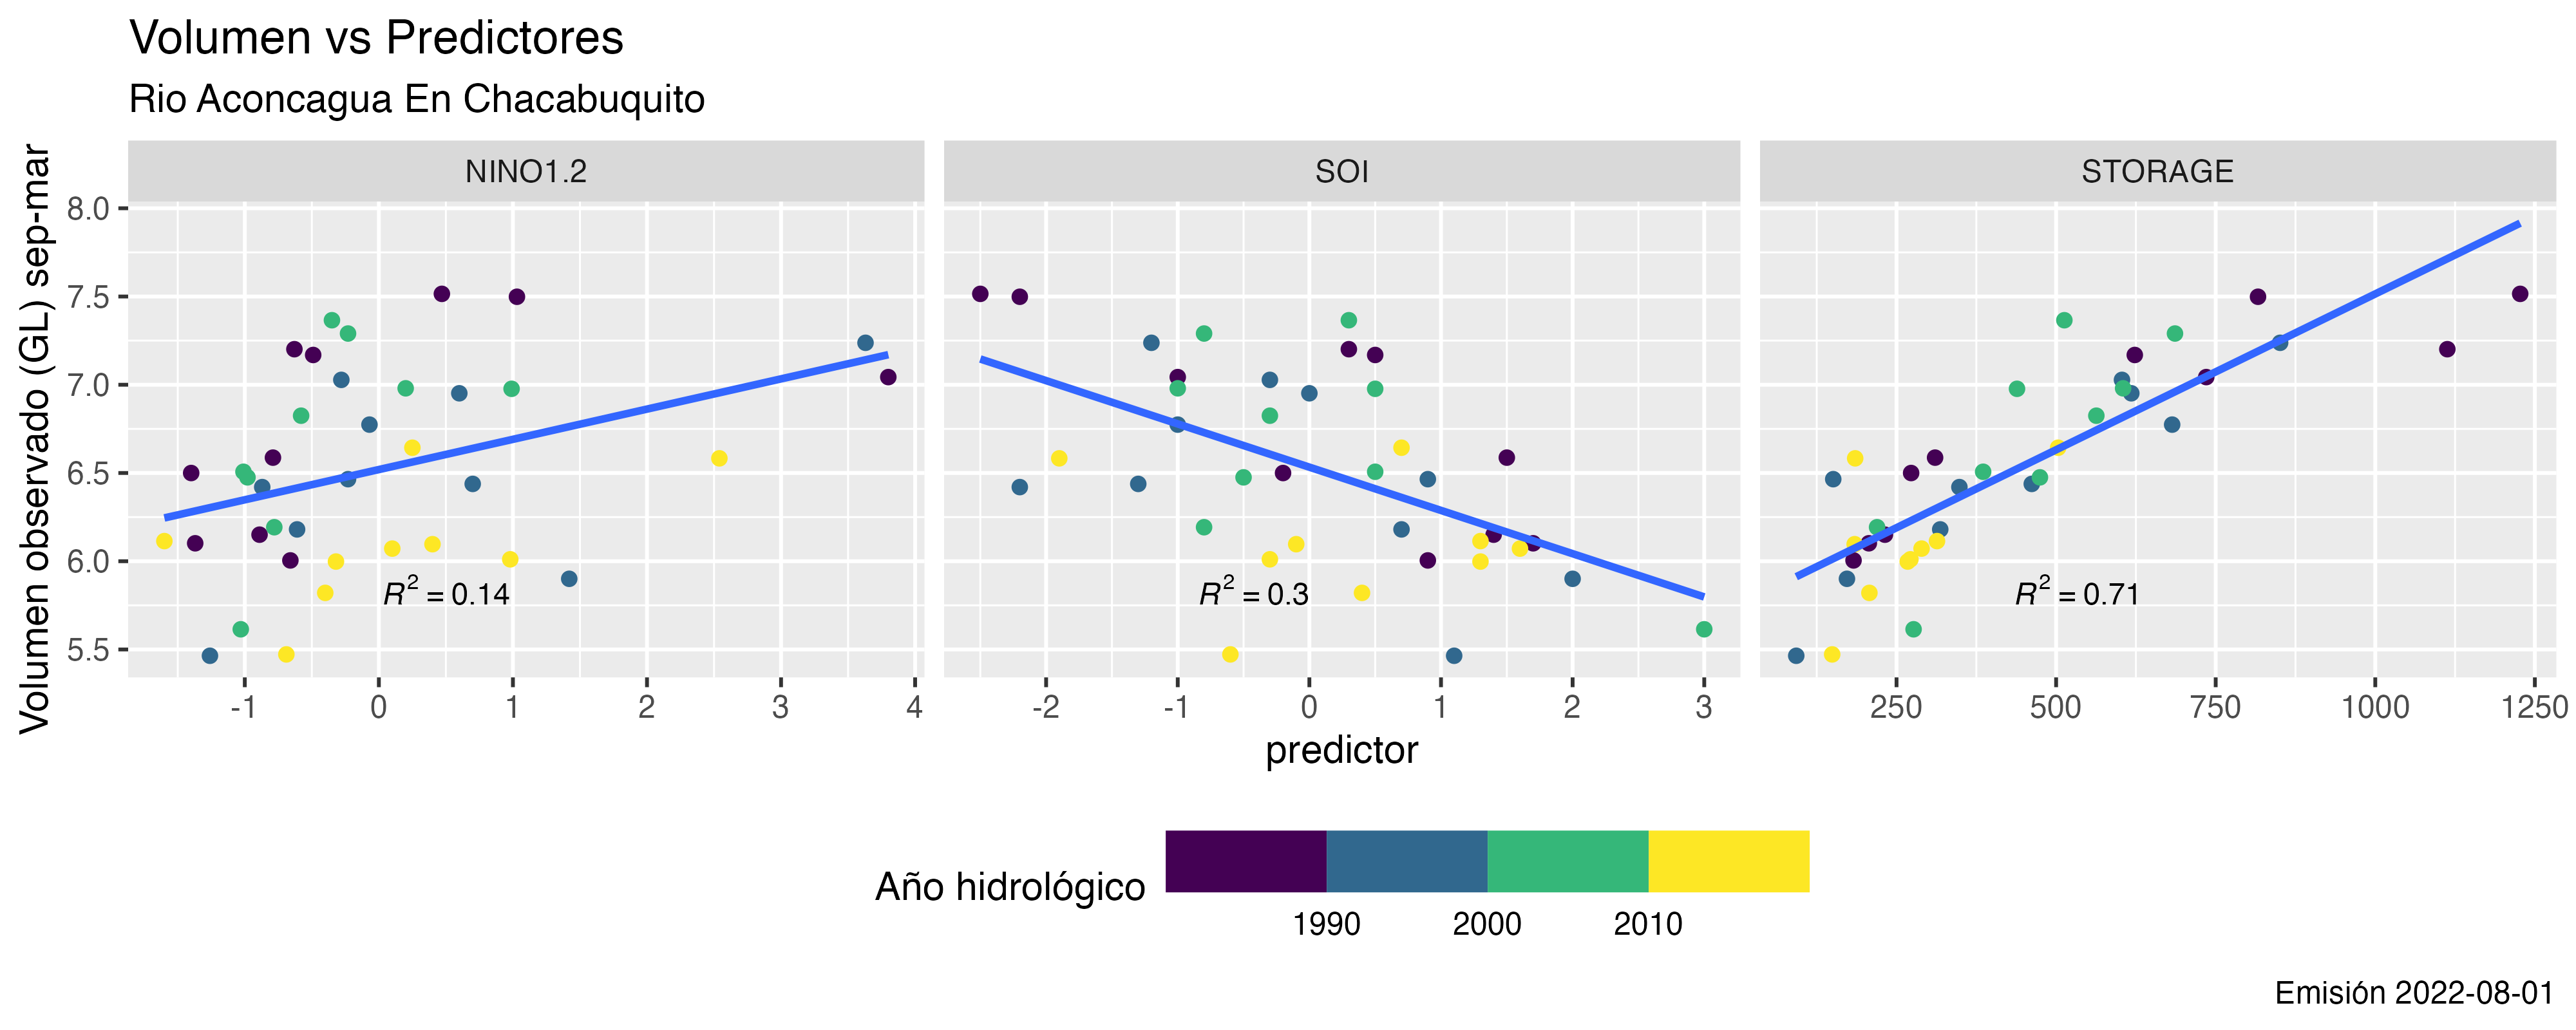 Volumen vs Predictores
Rio Aconcagua En Chacabuquito
Volumen observado (GL) sep-mar
NINO1.2 SOI STORAGE
8.0
7.5
7.0
6.5
6.0
5.5
R² = 0.14 R² = 0.3 R² = 0.71
-1 0 1 2 3 4 -2 -1 0 1 2 3 250 500 750 1000 1250
predictor
Año hidrológico
1990 2000 2010
Emisión 2022-08-01